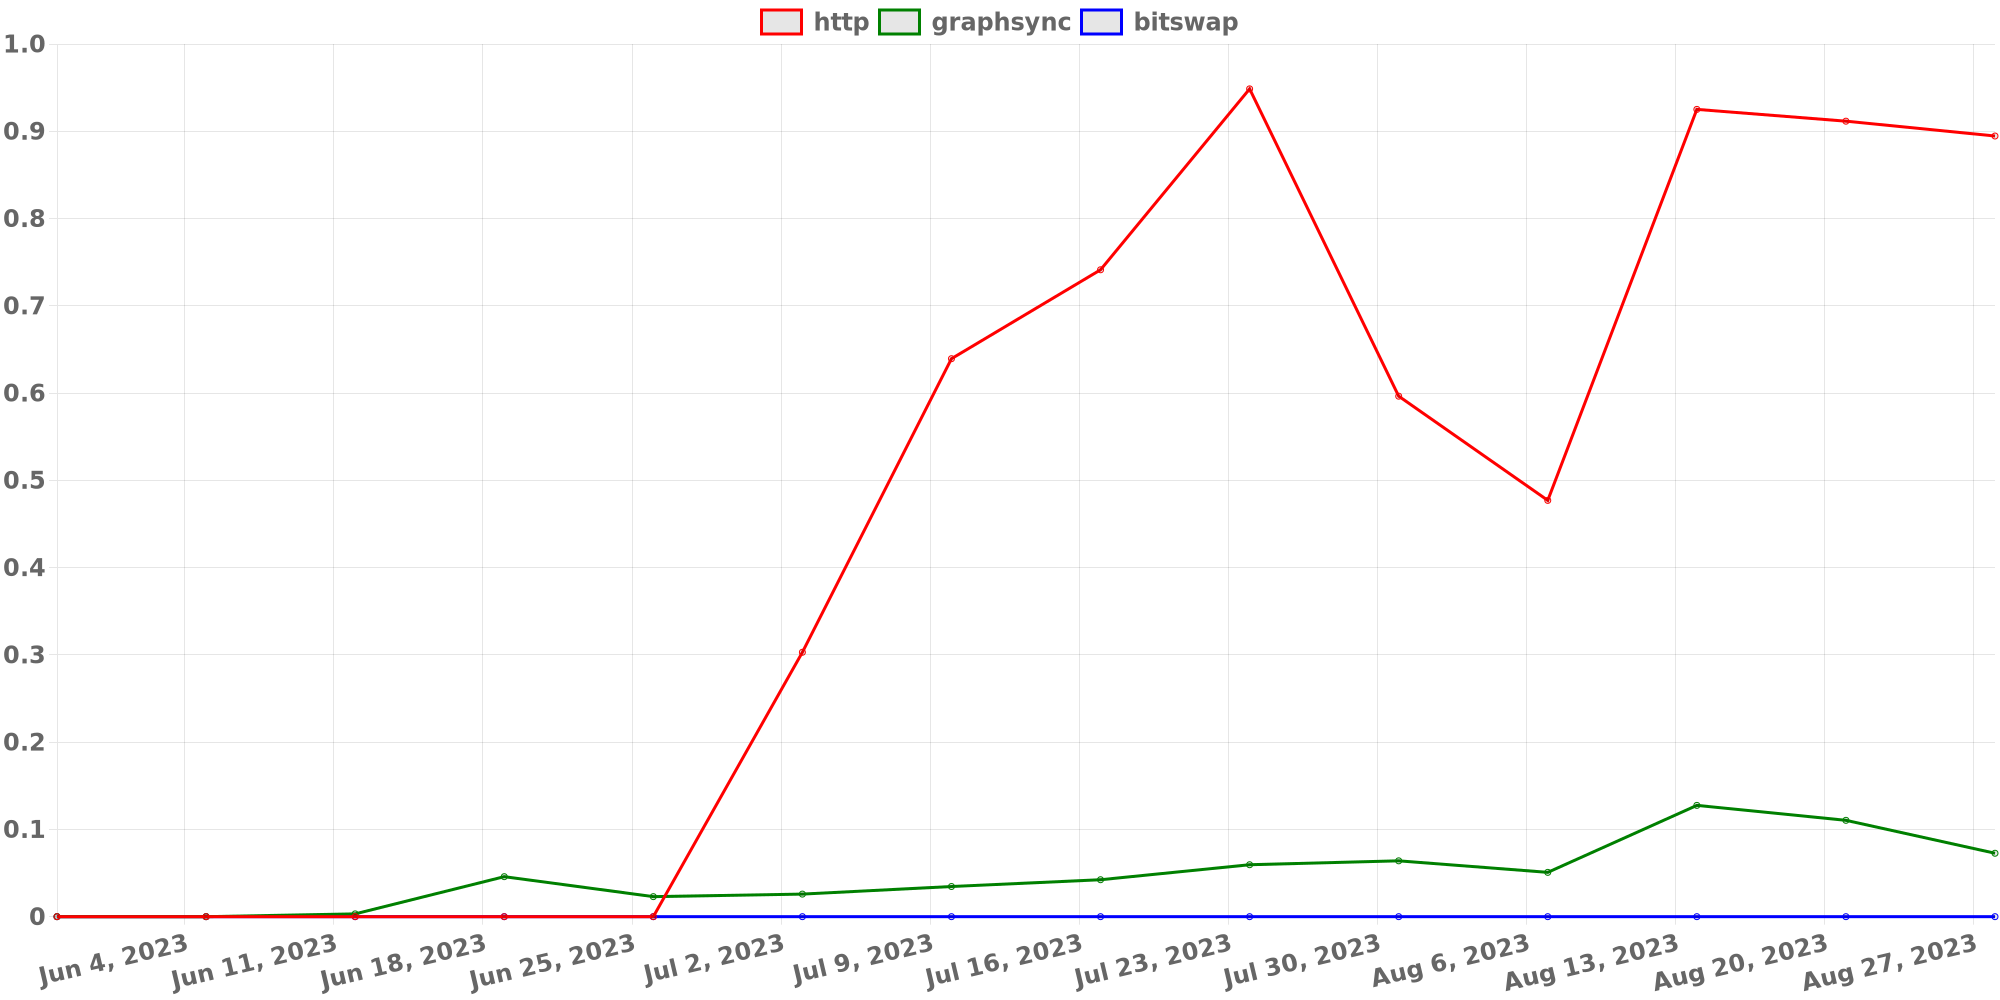 http graphsync bitswap
1.0
0.9
0.8
0.7
0.6
0.5
0.4
0.3
0.2
0.1
0
Jun 4, 2023
Jun 11, 2023
Jun 18, 2023
Jun 25, 2023
Jul 2, 2023
Jul 9, 2023
Jul 16, 2023
Jul 23, 2023
Jul 30, 2023
Aug 6, 2023
Aug 13, 2023
Aug 20, 2023
Aug 27, 2023